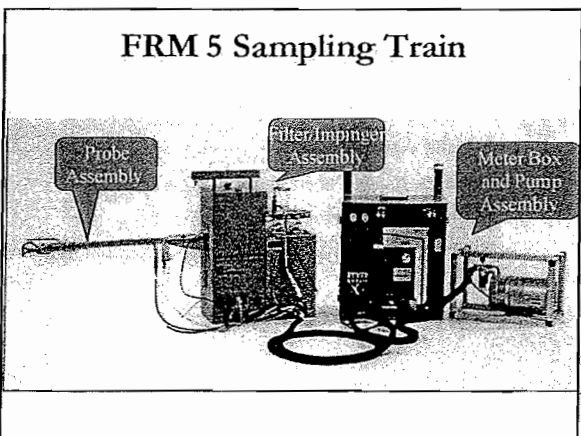 FRM 5 Sampling Train
Probe
Assembly
Filter/Impinger
Assembly
Meter Box
and Pump
Assembly